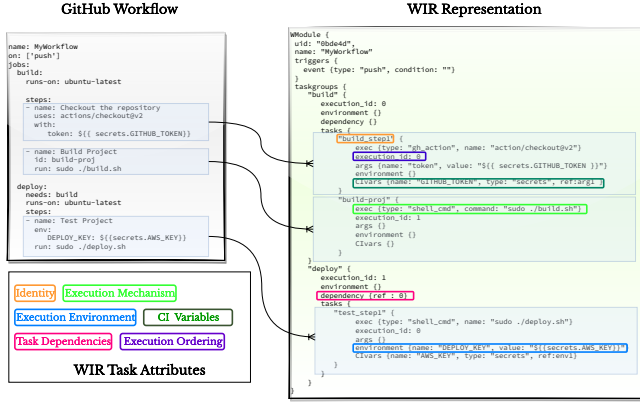 GitHub Workflow
name: MyWorkflow
on: ['push']
jobs:
build:
runs-on: ubuntu-latest
steps:
- name: Checkout the repository
uses: actions/checkout@v2
with:
token: ${{ secrets.GITHUB_TOKEN}}
- name: Build Project
id: build-proj
run: sudo ./build.sh
deploy:
needs: build
runs-on: ubuntu-latest
steps:
- name: Test Project
env:
DEPLOY_KEY: ${{secrets.AWS_KEY}}
run: sudo ./deploy.sh
Identity Execution Mechanism
Execution Environment CI Variables
Task Dependencies Execution Ordering
WIR Task Attributes
WIR Representation
WModule {
uid: "0bde4d",
name: "MyWorkflow"
triggers {
event {type: "push", condition: ""}
}
taskgroups {
"build" {
execution_id: 0
environment {}
dependency {}
tasks {
"build_step1" {
exec {type: "gh_action", name: "action/checkout@v2"}
execution_id: 0
args {name: "token", value: "${{ secrets.GITHUB_TOKEN }}"}
environment {}
CIvars {name: "GITHUB_TOKEN", type: "secrets", ref:arg1 }
}
"build-proj" {
exec {type: "shell_cmd", command: "sudo ./build.sh"}
execution_id: 1
args {}
environment {}
CIvars {}
}
"deploy" {
execution_id: 1
environment {}
dependency {ref : 0}
tasks {
"test_step1" {
exec {type: "shell_cmd", name: "sudo ./deploy.sh"}
execution_id: 0
args {}
environment {name: "DEPLOY_KEY", value: "${{secrets.AWS_KEY}}"
CIvars {name: "AWS_KEY", type: "secrets", ref:env1}
}
}
}
}
}